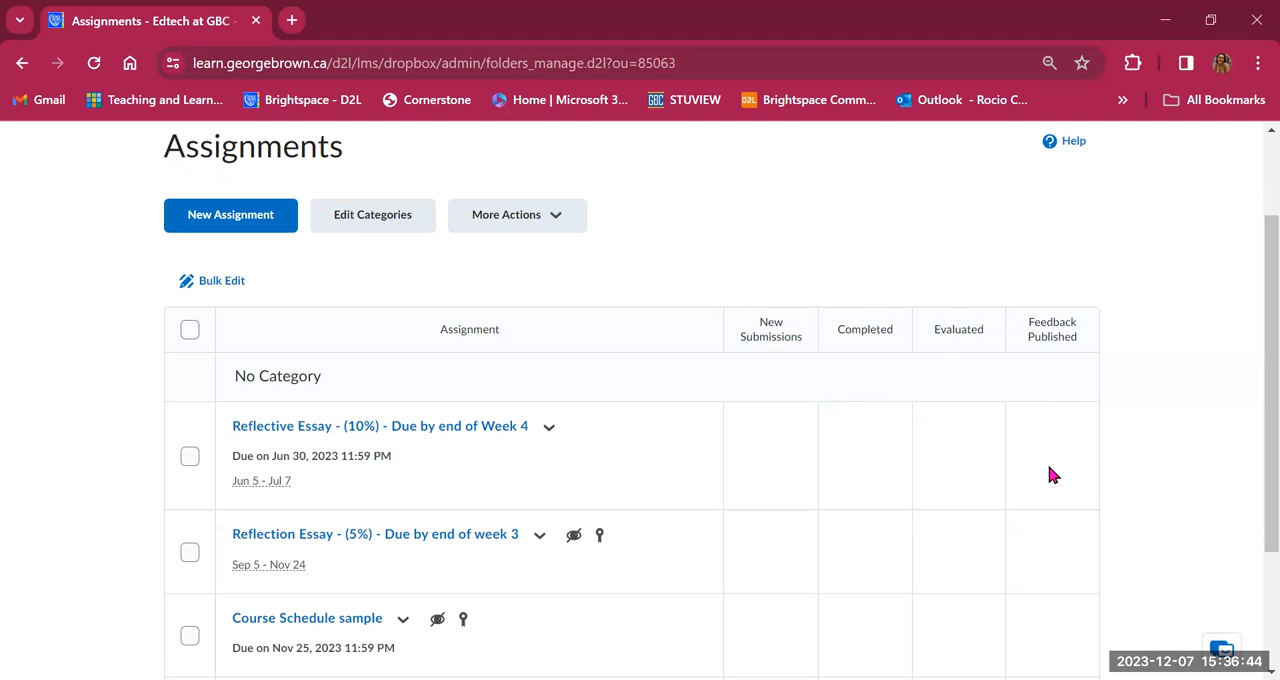 Assignments - Edtech at GBC -
learn.georgebrown.ca/d2l/lms/dropbox/admin/folders_manage.d2l?ou=85063
Gmail
Teaching and Learn...
Brightspace - D2L
Cornerstone
Home | Microsoft 3...
GBC STUVIEW
D2L Brightspace Comm...
Outlook - Rocio C...
All Bookmarks
Assignments
Help
New Assignment
Edit Categories
More Actions
Bulk Edit
Assignment
New
Submissions
Completed
Evaluated
Feedback
Published
No Category
Reflective Essay - (10%) - Due by end of Week 4
Due on Jun 30, 2023 11:59 PM
Jun 5 - Jul 7
Reflection Essay - (5%) - Due by end of week 3
Sep 5 - Nov 24
Course Schedule sample
Due on Nov 25, 2023 11:59 PM
2023-12-07 15:36:44